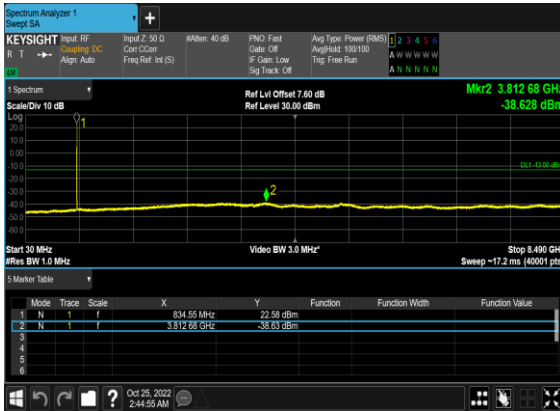 Spectrum Analyzer 1
Swept SA
+
KEYSIGHT
R T
Input: RF
Coupling: DC
Align: Auto
Input Z: 50 Ω
Corr CCorr
Freq Ref: Int (S)
#Atten: 40 dB
PNO: Fast
Gate: Off
IF Gain: Low
Sig Track: Off
Avg Type: Power (RMS)
Avg|Hold: 100/100
Trig: Free Run
1 2 3 4 5 6
A W W W W W
A N N N N N
1 Spectrum
Scale/Div 10 dB
Ref Lvl Offset 7.60 dB
Ref Level 30.00 dBm
Mkr2 3.812 68 GHz
-38.628 dBm
Log
20.0
10.0
0.00
-10.0
-20.0
-30.0
-40.0
-50.0
-60.0
1
2
DL1 -13.00 dBm
Start 30 MHz
#Res BW 1.0 MHz
Video BW 3.0 MHz*
Stop 8.490 GHz
Sweep ~17.2 ms (40001 pts)
5 Marker Table
Mode Trace Scale X Y Function Function Width Function Value
1 N 1 f 834.55 MHz 22.58 dBm
2 N 1 f 3.812 68 GHz -38.63 dBm
3
4
5
6
?
Oct 25, 2022
2:44:55 AM